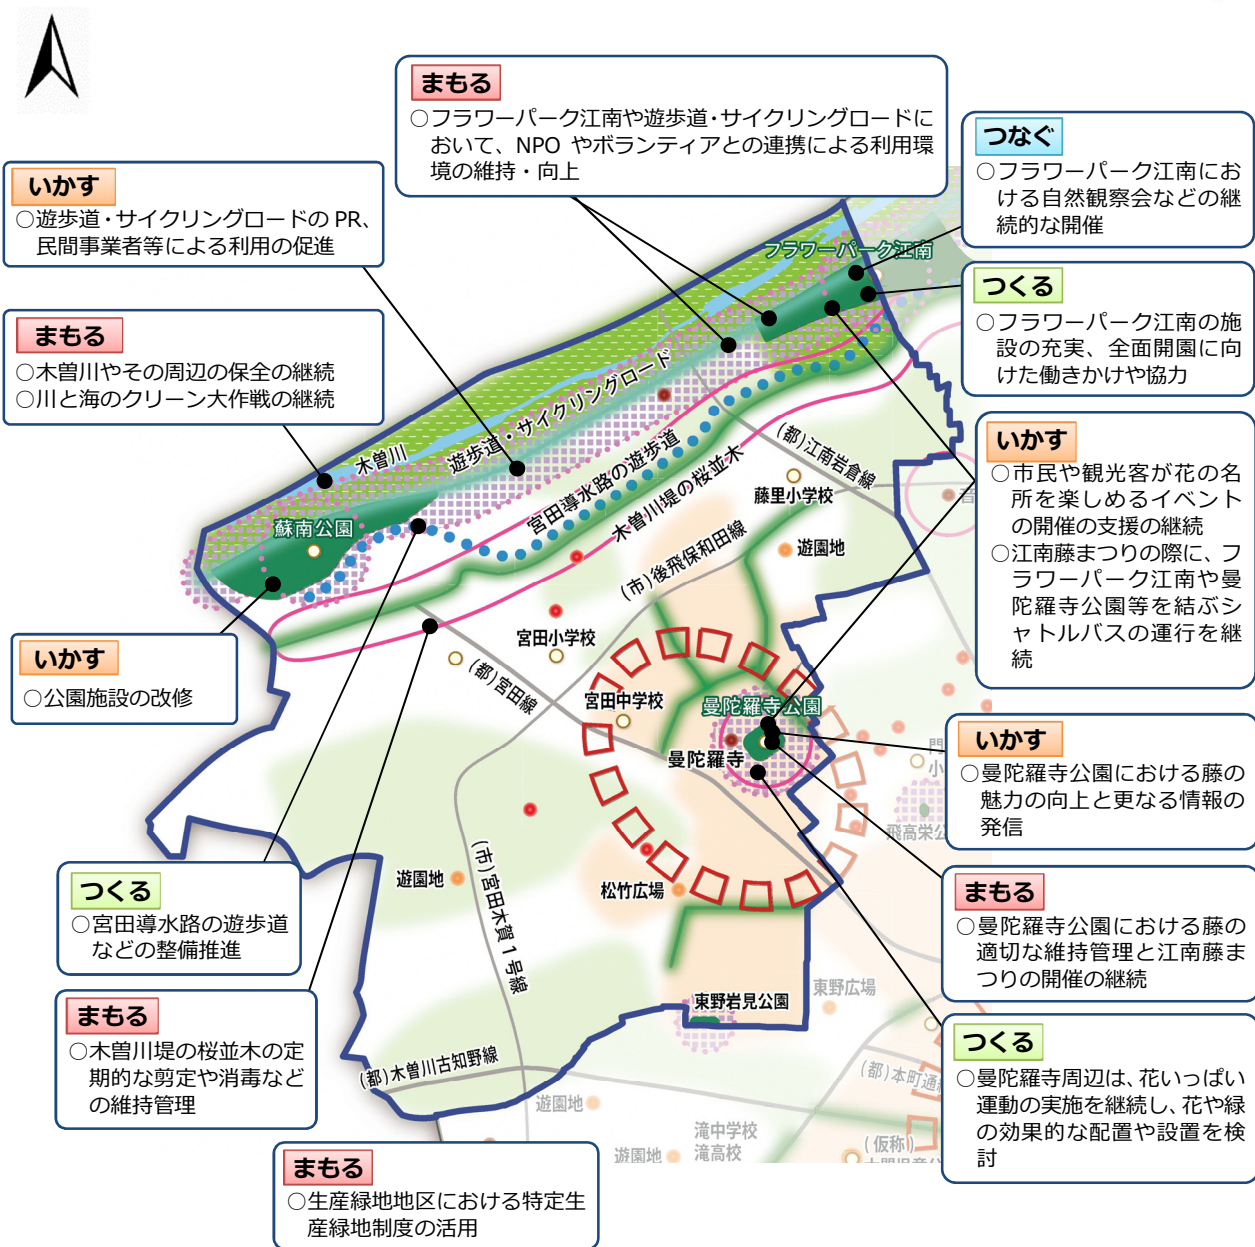 まもる
○フラワーパーク江南や遊歩道・サイクリングロードに
おいて、NPO やボランティアとの連携による利用環
境の維持・向上
つなぐ
○フラワーパーク江南にお
ける自然観察会などの継
続的な開催
いかす
○遊歩道・サイクリングロードの PR、
民間事業者等による利用の促進
つくる
○フラワーパーク江南の施
設の充実、全面開園に向
けた働きかけや協力
まもる
○木曽川やその周辺の保全の継続
○川と海のクリーン大作戦の継続
いかす
○市民や観光客が花の名
所を楽しめるイベント
の開催の支援の継続
○江南藤まつりの際に、フ
ラワーパーク江南や曼
陀羅寺公園等を結ぶシ
ャトルバスの運行を継
続
いかす
○公園施設の改修
いかす
○曼陀羅寺公園における藤の
魅力の向上と更なる情報の
発信
つくる
○宮田導水路の遊歩道
などの整備推進
まもる
○曼陀羅寺公園における藤の
適切な維持管理と江南藤ま
つりの開催の継続
まもる
○木曽川堤の桜並木の定
期的な剪定や消毒など
の維持管理
つくる
○曼陀羅寺周辺は、花いっぱい
運動の実施を継続し、花や緑
の効果的な配置や設置を検
討
まもる
○生産緑地地区における特定生
産緑地制度の活用
フラワーパーク江南
木曽川
遊歩道・サイクリングロード
宮田導水路の遊歩道
木曽川堤の桜並木
(都)江南岩倉線
藤里小学校
蘇南公園
(市)後飛保和田線
遊園地
宮田小学校
(都)宮田線
宮田中学校
曼陀羅寺公園
曼陀羅寺
門
小
飛高栄公
遊園地
(市)宮田木賀1号線
松竹広場
東野岩見公園
東野広場
(都)木曽川古知野線
(都)本町通
遊園地
滝中学校
滝高校
遊園地
(仮称)